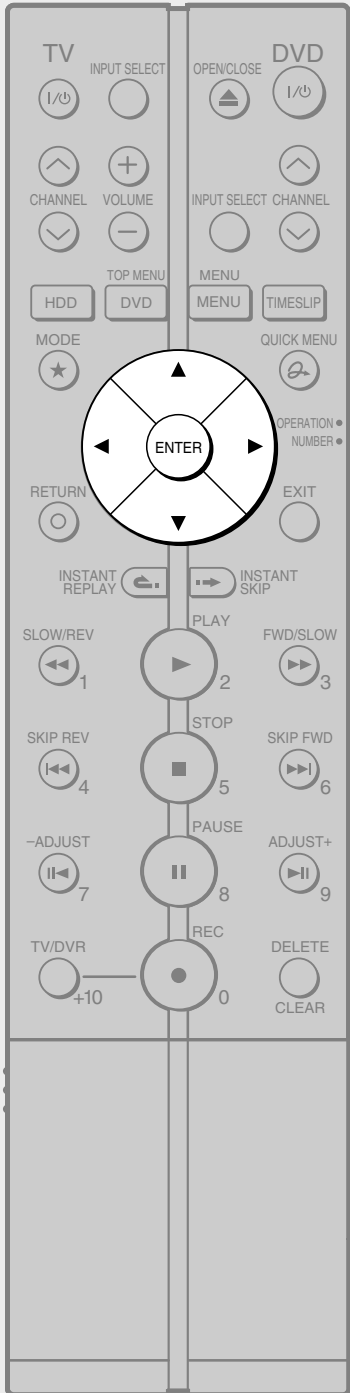 TV DVD
INPUT SELECT OPEN/CLOSE
I/⏻ I/⏻
CHANNEL VOLUME INPUT SELECT CHANNEL
TOP MENU MENU
HDD DVD MENU TIMESLIP
MODE QUICK MENU
ENTER
OPERATION
NUMBER
RETURN EXIT
INSTANT REPLAY INSTANT SKIP
PLAY
SLOW/REV FWD/SLOW
1 2 3
STOP
SKIP REV SKIP FWD
4 5 6
PAUSE
−ADJUST ADJUST+
7 8 9
REC
TV/DVR DELETE
+10 0
CLEAR